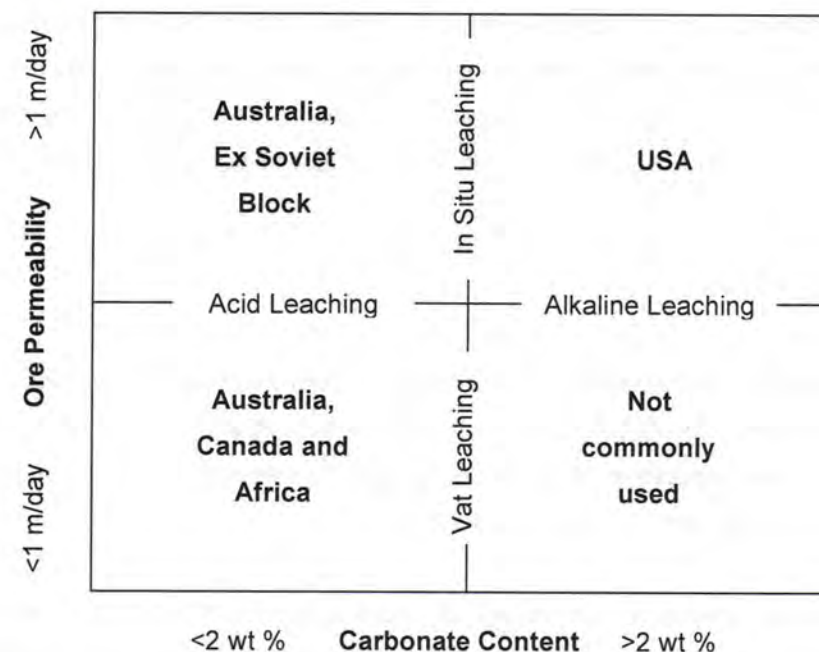 >1 m/day
Ore Permeability
<1 m/day
Australia,
Ex Soviet
Block
In Situ Leaching
USA
Acid Leaching
Alkaline Leaching
Australia,
Canada and
Africa
Vat Leaching
Not
commonly
used
<2 wt % Carbonate Content >2 wt %